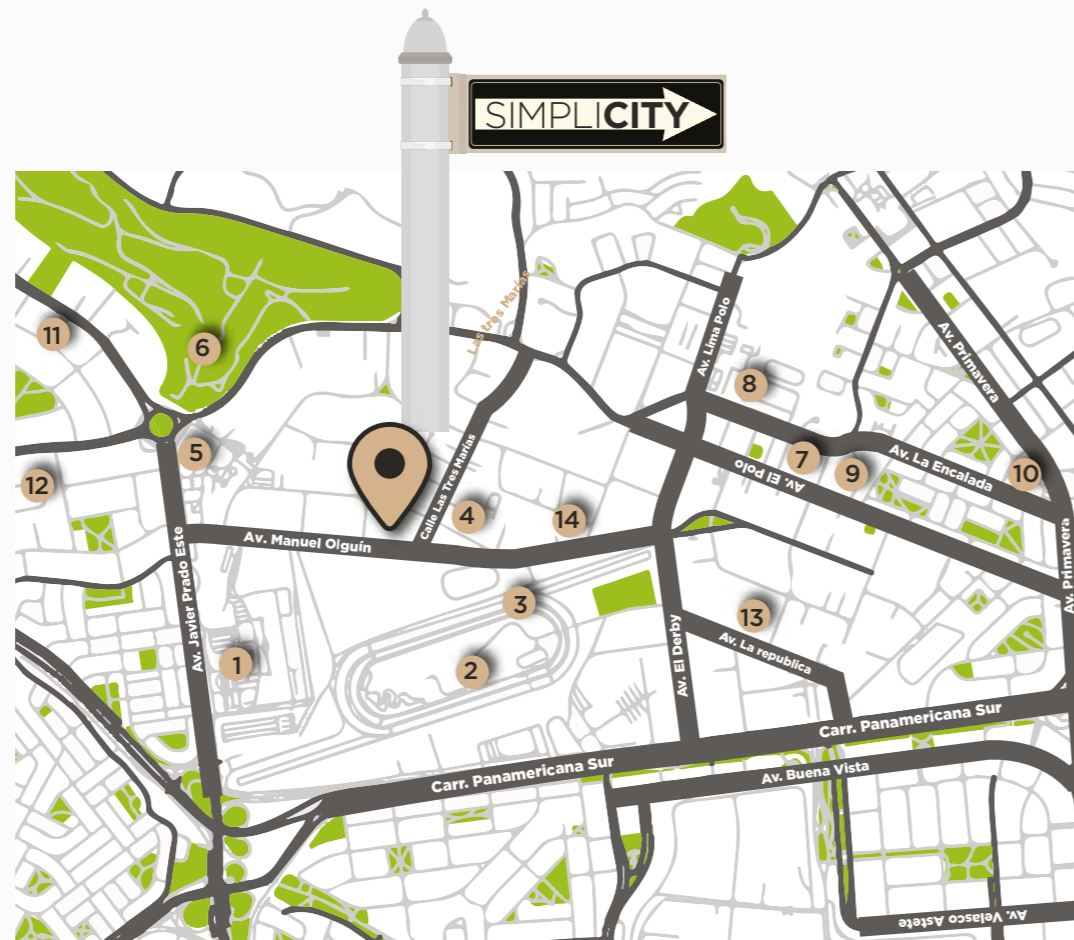 SIMPLICITY
Las tres Marías
Av. Lima Polo
Av. Primavera
11
6
8
5
7
9
Av. La Encalada
10
12
Av. El Polo
Calle Las Tres Marías
4
14
Av. Manuel Olguín
Av. Javier Prado Este
3
13
Av. Primavera
1
2
Av. El Derby
Av. La republica
Carr. Panamericana Sur
Carr. Panamericana Sur
Av. Buena Vista
Av. Velasco Astete